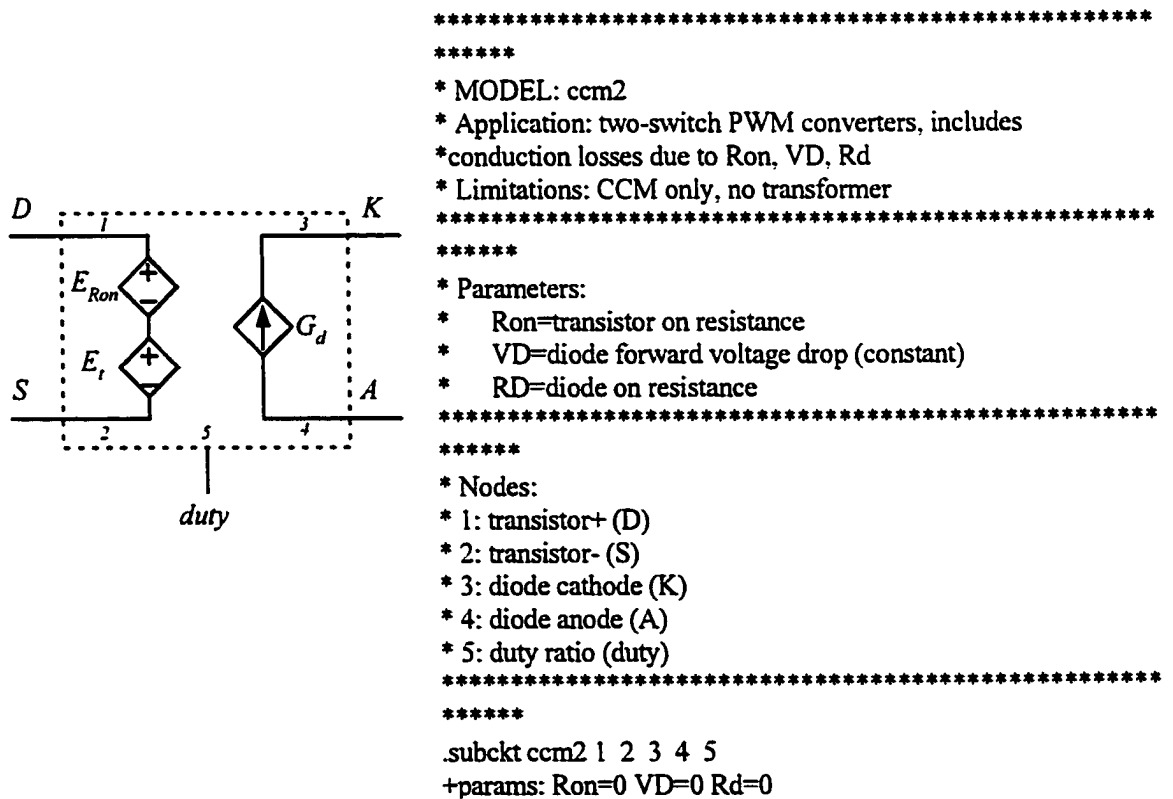 *****************************************************
******
* MODEL: ccm2
* Application: two-switch PWM converters, includes
*conduction losses due to Ron, VD, Rd
* Limitations: CCM only, no transformer
*****************************************************
******
* Parameters:
* Ron=transistor on resistance
* VD=diode forward voltage drop (constant)
* RD=diode on resistance
*****************************************************
******
* Nodes:
* 1: transistor+ (D)
* 2: transistor- (S)
* 3: diode cathode (K)
* 4: diode anode (A)
* 5: duty ratio (duty)
*****************************************************
******
.subckt ccm2 1 2 3 4 5
+params: Ron=0 VD=0 Rd=0
D 1 3 K
+
E_Ron
−
G_d
+
E_t
−
S 2 5 4 A
duty